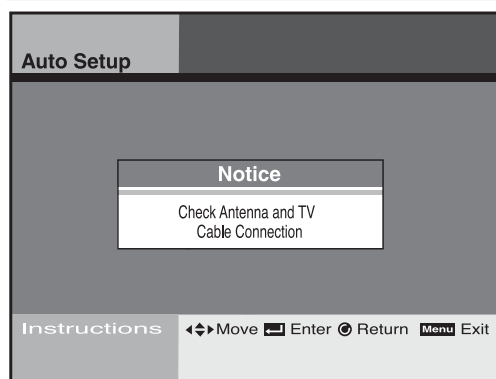 Auto Setup
Notice
Check Antenna and TV
Cable Connection
Instructions Move Enter Return Menu Exit